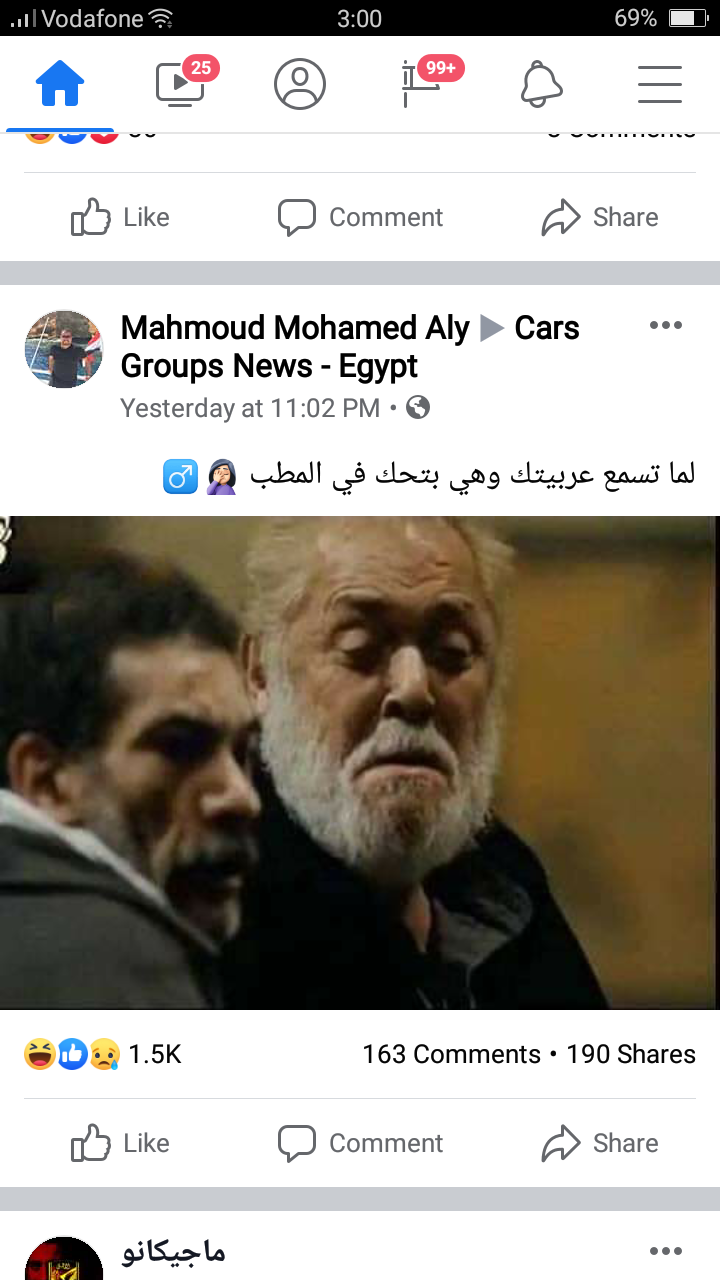 Vodafone 3:00 69%
25 99+
Like Comment Share
Mahmoud Mohamed Aly ▶ Cars
Groups News - Egypt
Yesterday at 11:02 PM •
لما تسمع عربيتك وهي بتحك في المطب 🤦🏻‍♂
1.5K 163 Comments • 190 Shares
Like Comment Share
ماجيكانو